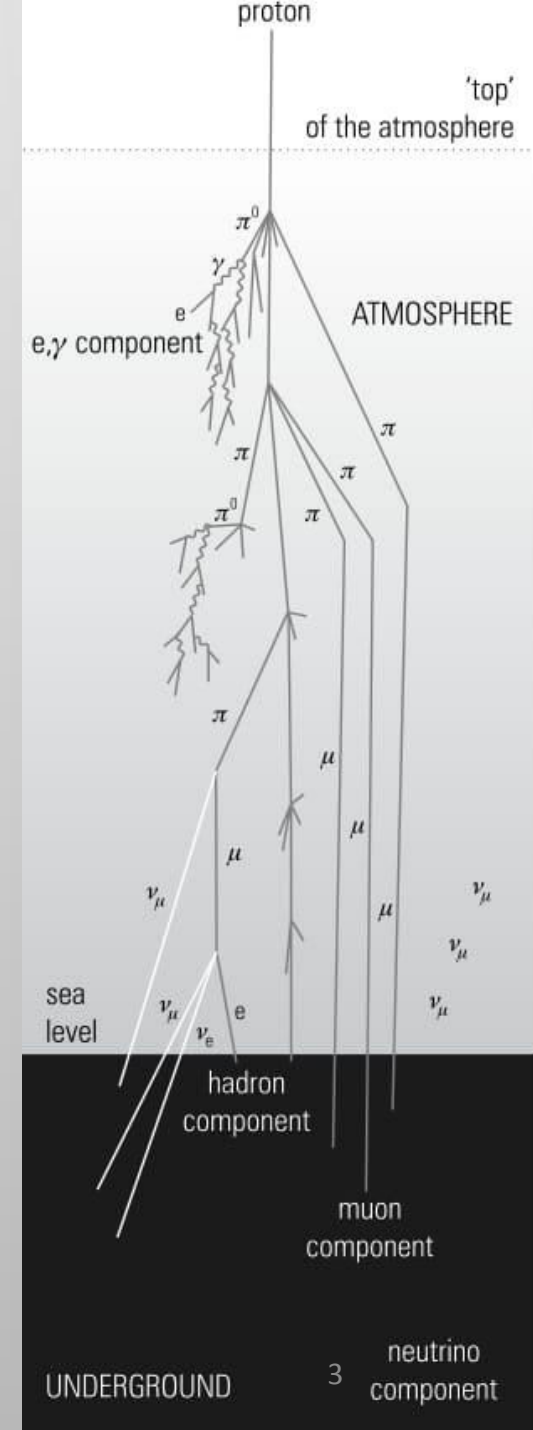 proton
‘top’
of the atmosphere
π⁰
γ
ATMOSPHERE
e
e,γ component
π
π
π
π⁰
π
π
μ
μ
μ
ν_μ
ν_μ
μ
ν_μ
sea
level
ν_μ
ν_e
e
ν_μ
hadron
component
muon
component
neutrino
component
3
UNDERGROUND